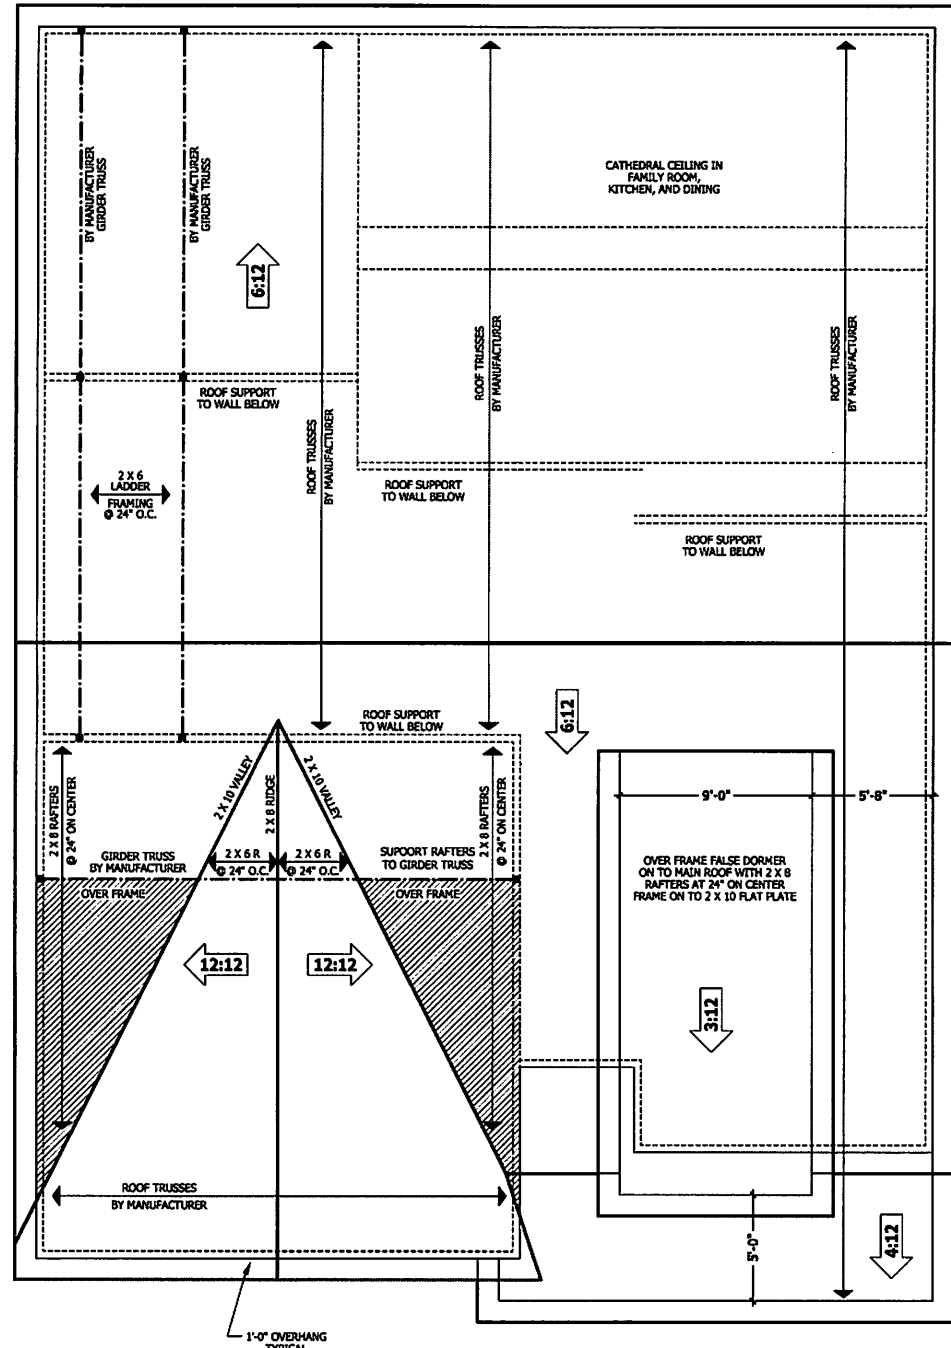 BY MANUFACTURER
GIRDER TRUSS
BY MANUFACTURER
GIRDER TRUSS
CATHEDRAL CEILING IN
FAMILY ROOM,
KITCHEN, AND DINING
6:12
ROOF TRUSSES
BY MANUFACTURER
ROOF TRUSSES
BY MANUFACTURER
ROOF TRUSSES
BY MANUFACTURER
ROOF SUPPORT
TO WALL BELOW
2 X 6
LADDER
FRAMING
@ 24" O.C.
ROOF SUPPORT
TO WALL BELOW
ROOF SUPPORT
TO WALL BELOW
ROOF SUPPORT
TO WALL BELOW
6:12
2 X 8 RAFTERS
@ 24" ON CENTER
2 X 10 VALLEY
2 X 8 RIDGE
2 X 10 VALLEY
2 X 8 RAFTERS
@ 24" ON CENTER
9'-0"
5'-8"
GIRDER TRUSS
BY MANUFACTURER
2 X 6 R
@ 24" O.C.
2 X 6 R
@ 24" O.C.
SUPOORT RAFTERS
TO GIRDER TRUSS
OVER FRAME
OVER FRAME
OVER FRAME FALSE DORMER
ON TO MAIN ROOF WITH 2 X 8
RAFTERS AT 24" ON CENTER
FRAME ON TO 2 X 10 FLAT PLATE
12:12
12:12
3:12
ROOF TRUSSES
BY MANUFACTURER
5'-0"
4:12
1'-0" OVERHANG
TYPICAL